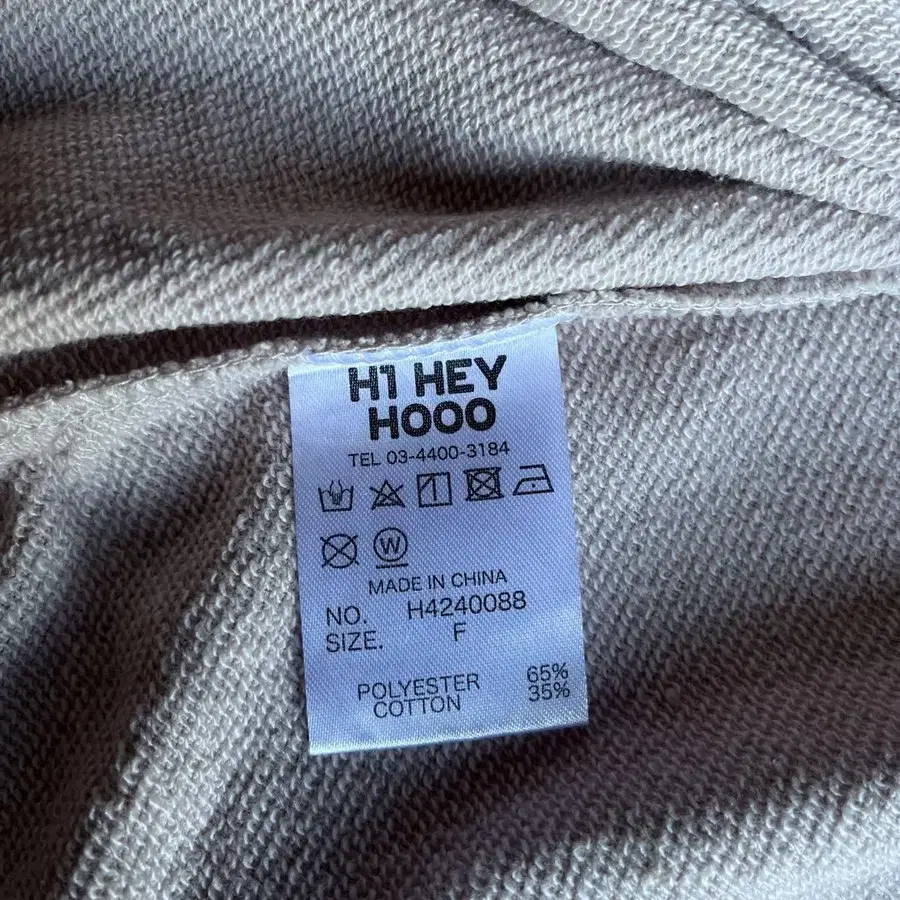 H1 HEY
HOOO
TEL 03-4400-3184
W
MADE IN CHINA
NO. H4240088
SIZE. F
POLYESTER 65%
COTTON 35%